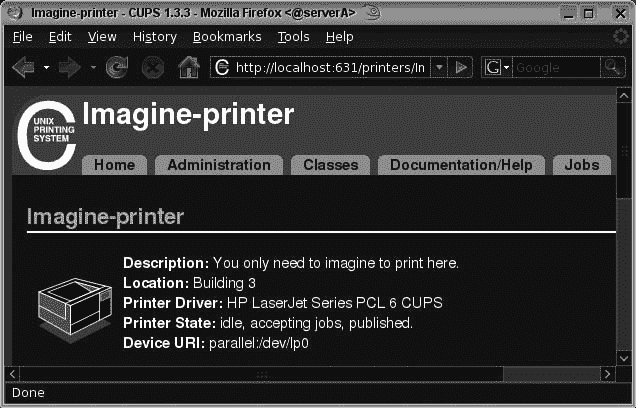 Imagine-printer - CUPS 1.3.3 - Mozilla Firefox <@serverA>
File Edit View History Bookmarks Tools Help
http://localhost:631/printers/In
G Google
UNIX
PRINTING
SYSTEM
Imagine-printer
Home Administration Classes Documentation/Help Jobs
Imagine-printer
Description: You only need to imagine to print here.
Location: Building 3
Printer Driver: HP LaserJet Series PCL 6 CUPS
Printer State: idle, accepting jobs, published.
Device URI: parallel:/dev/lp0
Done